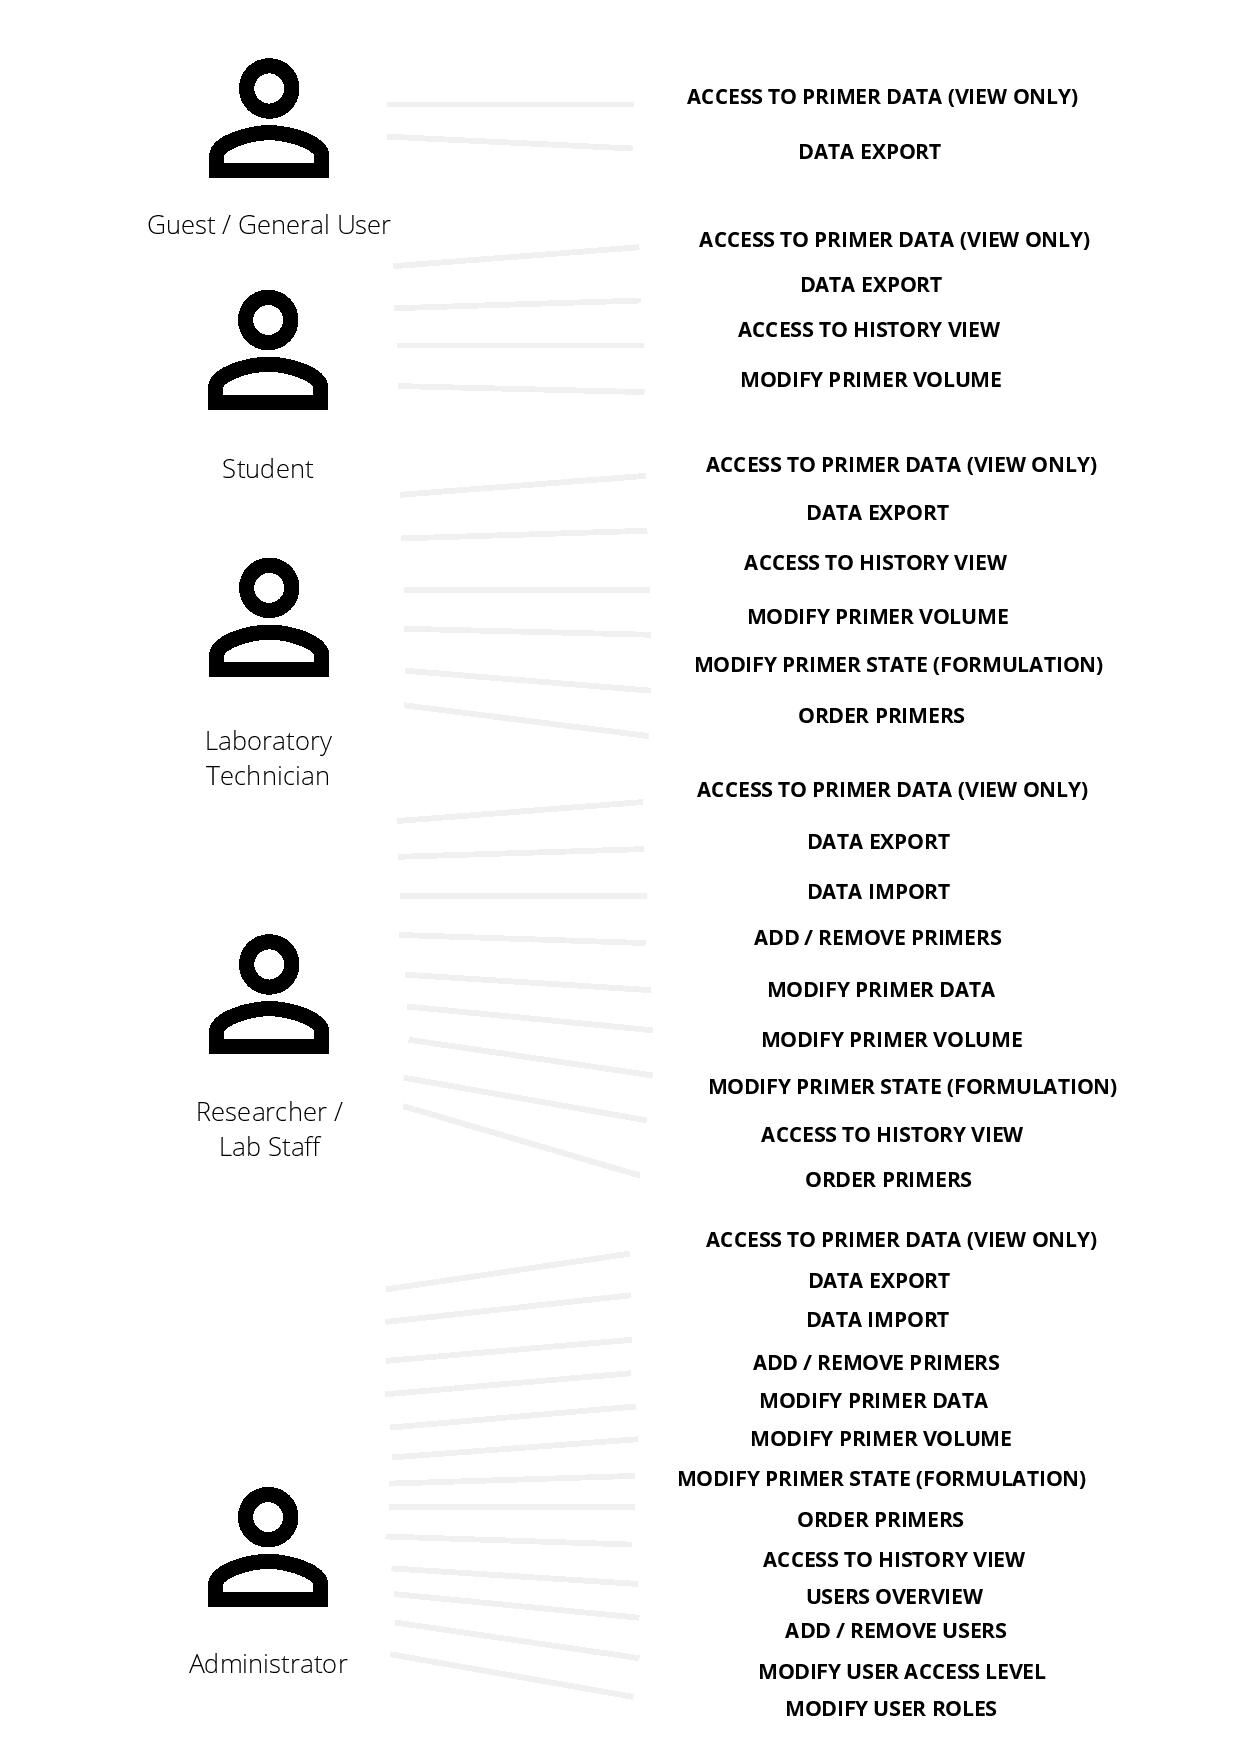 ACCESS TO PRIMER DATA (VIEW ONLY)
DATA EXPORT
Guest / General User
ACCESS TO PRIMER DATA (VIEW ONLY)
DATA EXPORT
ACCESS TO HISTORY VIEW
MODIFY PRIMER VOLUME
Student
ACCESS TO PRIMER DATA (VIEW ONLY)
DATA EXPORT
ACCESS TO HISTORY VIEW
MODIFY PRIMER VOLUME
MODIFY PRIMER STATE (FORMULATION)
ORDER PRIMERS
Laboratory
Technician
ACCESS TO PRIMER DATA (VIEW ONLY)
DATA EXPORT
DATA IMPORT
ADD / REMOVE PRIMERS
MODIFY PRIMER DATA
MODIFY PRIMER VOLUME
MODIFY PRIMER STATE (FORMULATION)
ACCESS TO HISTORY VIEW
ORDER PRIMERS
Researcher /
Lab Staff
ACCESS TO PRIMER DATA (VIEW ONLY)
DATA EXPORT
DATA IMPORT
ADD / REMOVE PRIMERS
MODIFY PRIMER DATA
MODIFY PRIMER VOLUME
MODIFY PRIMER STATE (FORMULATION)
ORDER PRIMERS
ACCESS TO HISTORY VIEW
USERS OVERVIEW
ADD / REMOVE USERS
MODIFY USER ACCESS LEVEL
MODIFY USER ROLES
Administrator